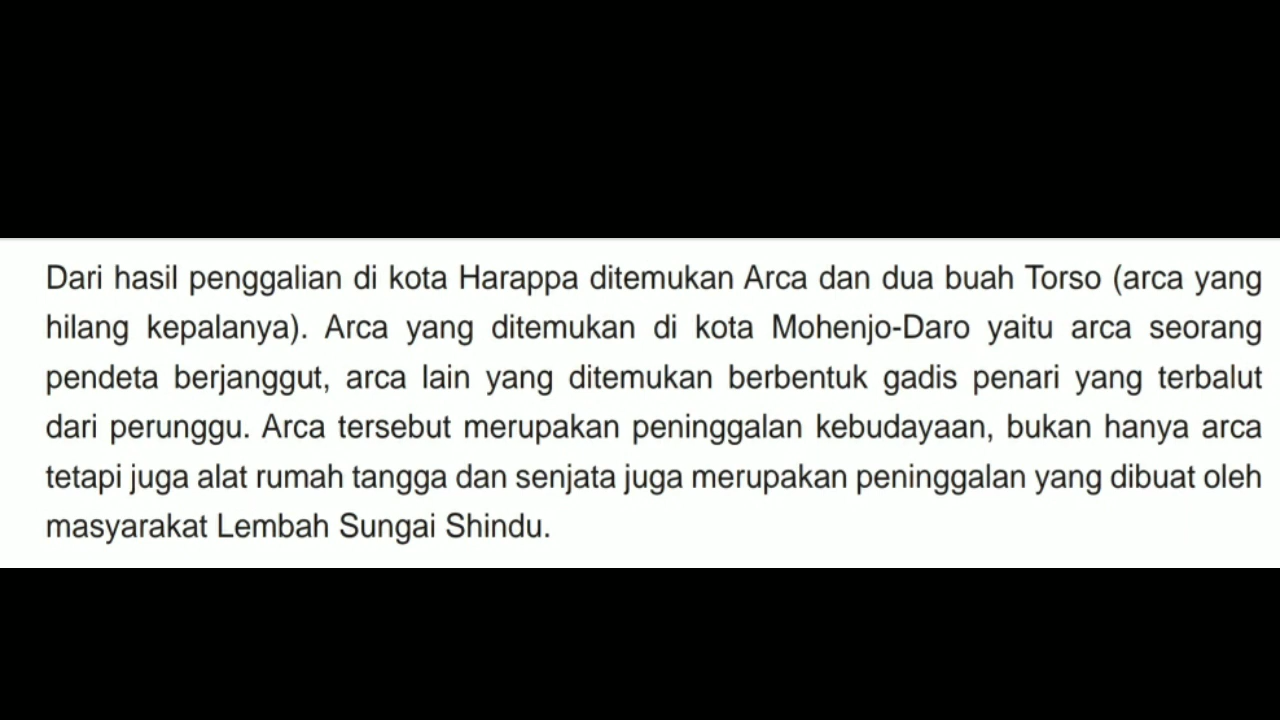 Dari hasil penggalian di kota Harappa ditemukan Arca dan dua buah Torso (arca yang
hilang kepalanya). Arca yang ditemukan di kota Mohenjo-Daro yaitu arca seorang
pendeta berjanggut, arca lain yang ditemukan berbentuk gadis penari yang terbalut
dari perunggu. Arca tersebut merupakan peninggalan kebudayaan, bukan hanya arca
tetapi juga alat rumah tangga dan senjata juga merupakan peninggalan yang dibuat oleh
masyarakat Lembah Sungai Shindu.